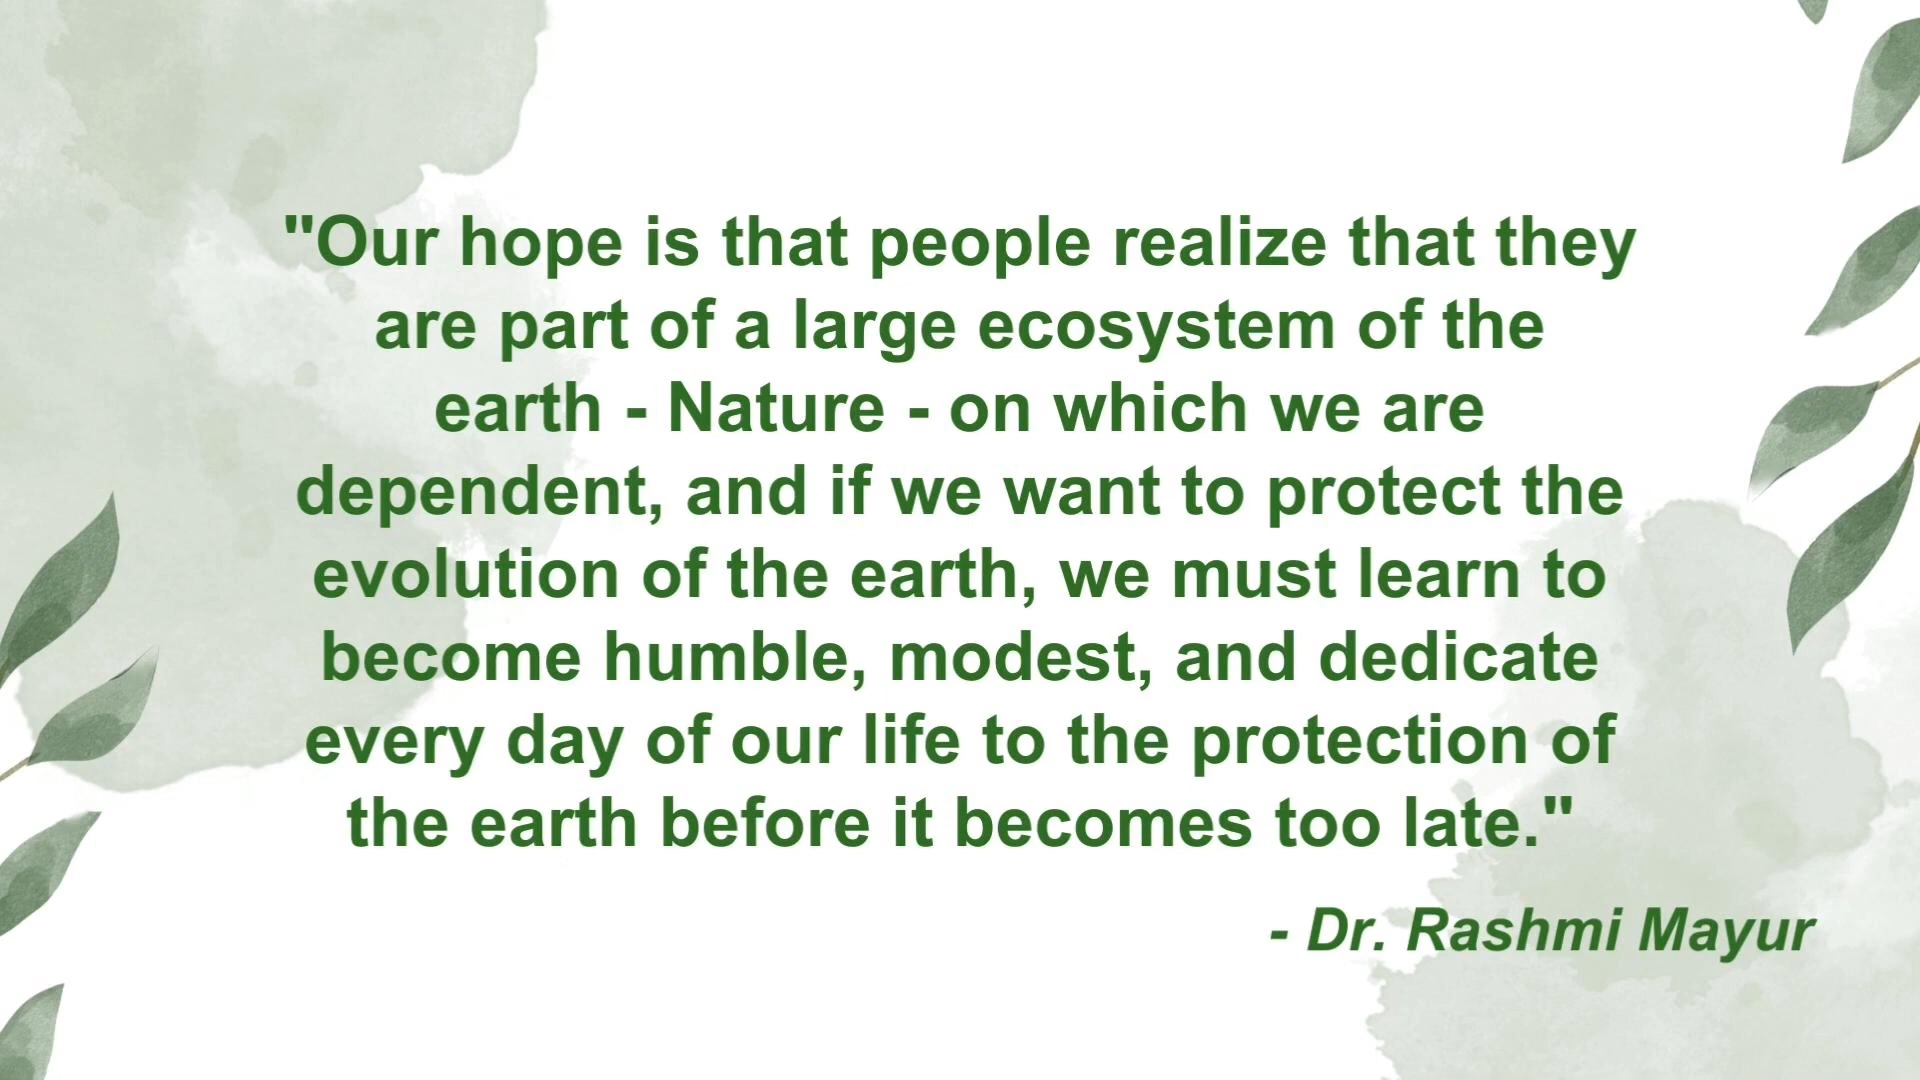 "Our hope is that people realize that they
are part of a large ecosystem of the
earth - Nature - on which we are
dependent, and if we want to protect the
evolution of the earth, we must learn to
become humble, modest, and dedicate
every day of our life to the protection of
the earth before it becomes too late."
- Dr. Rashmi Mayur